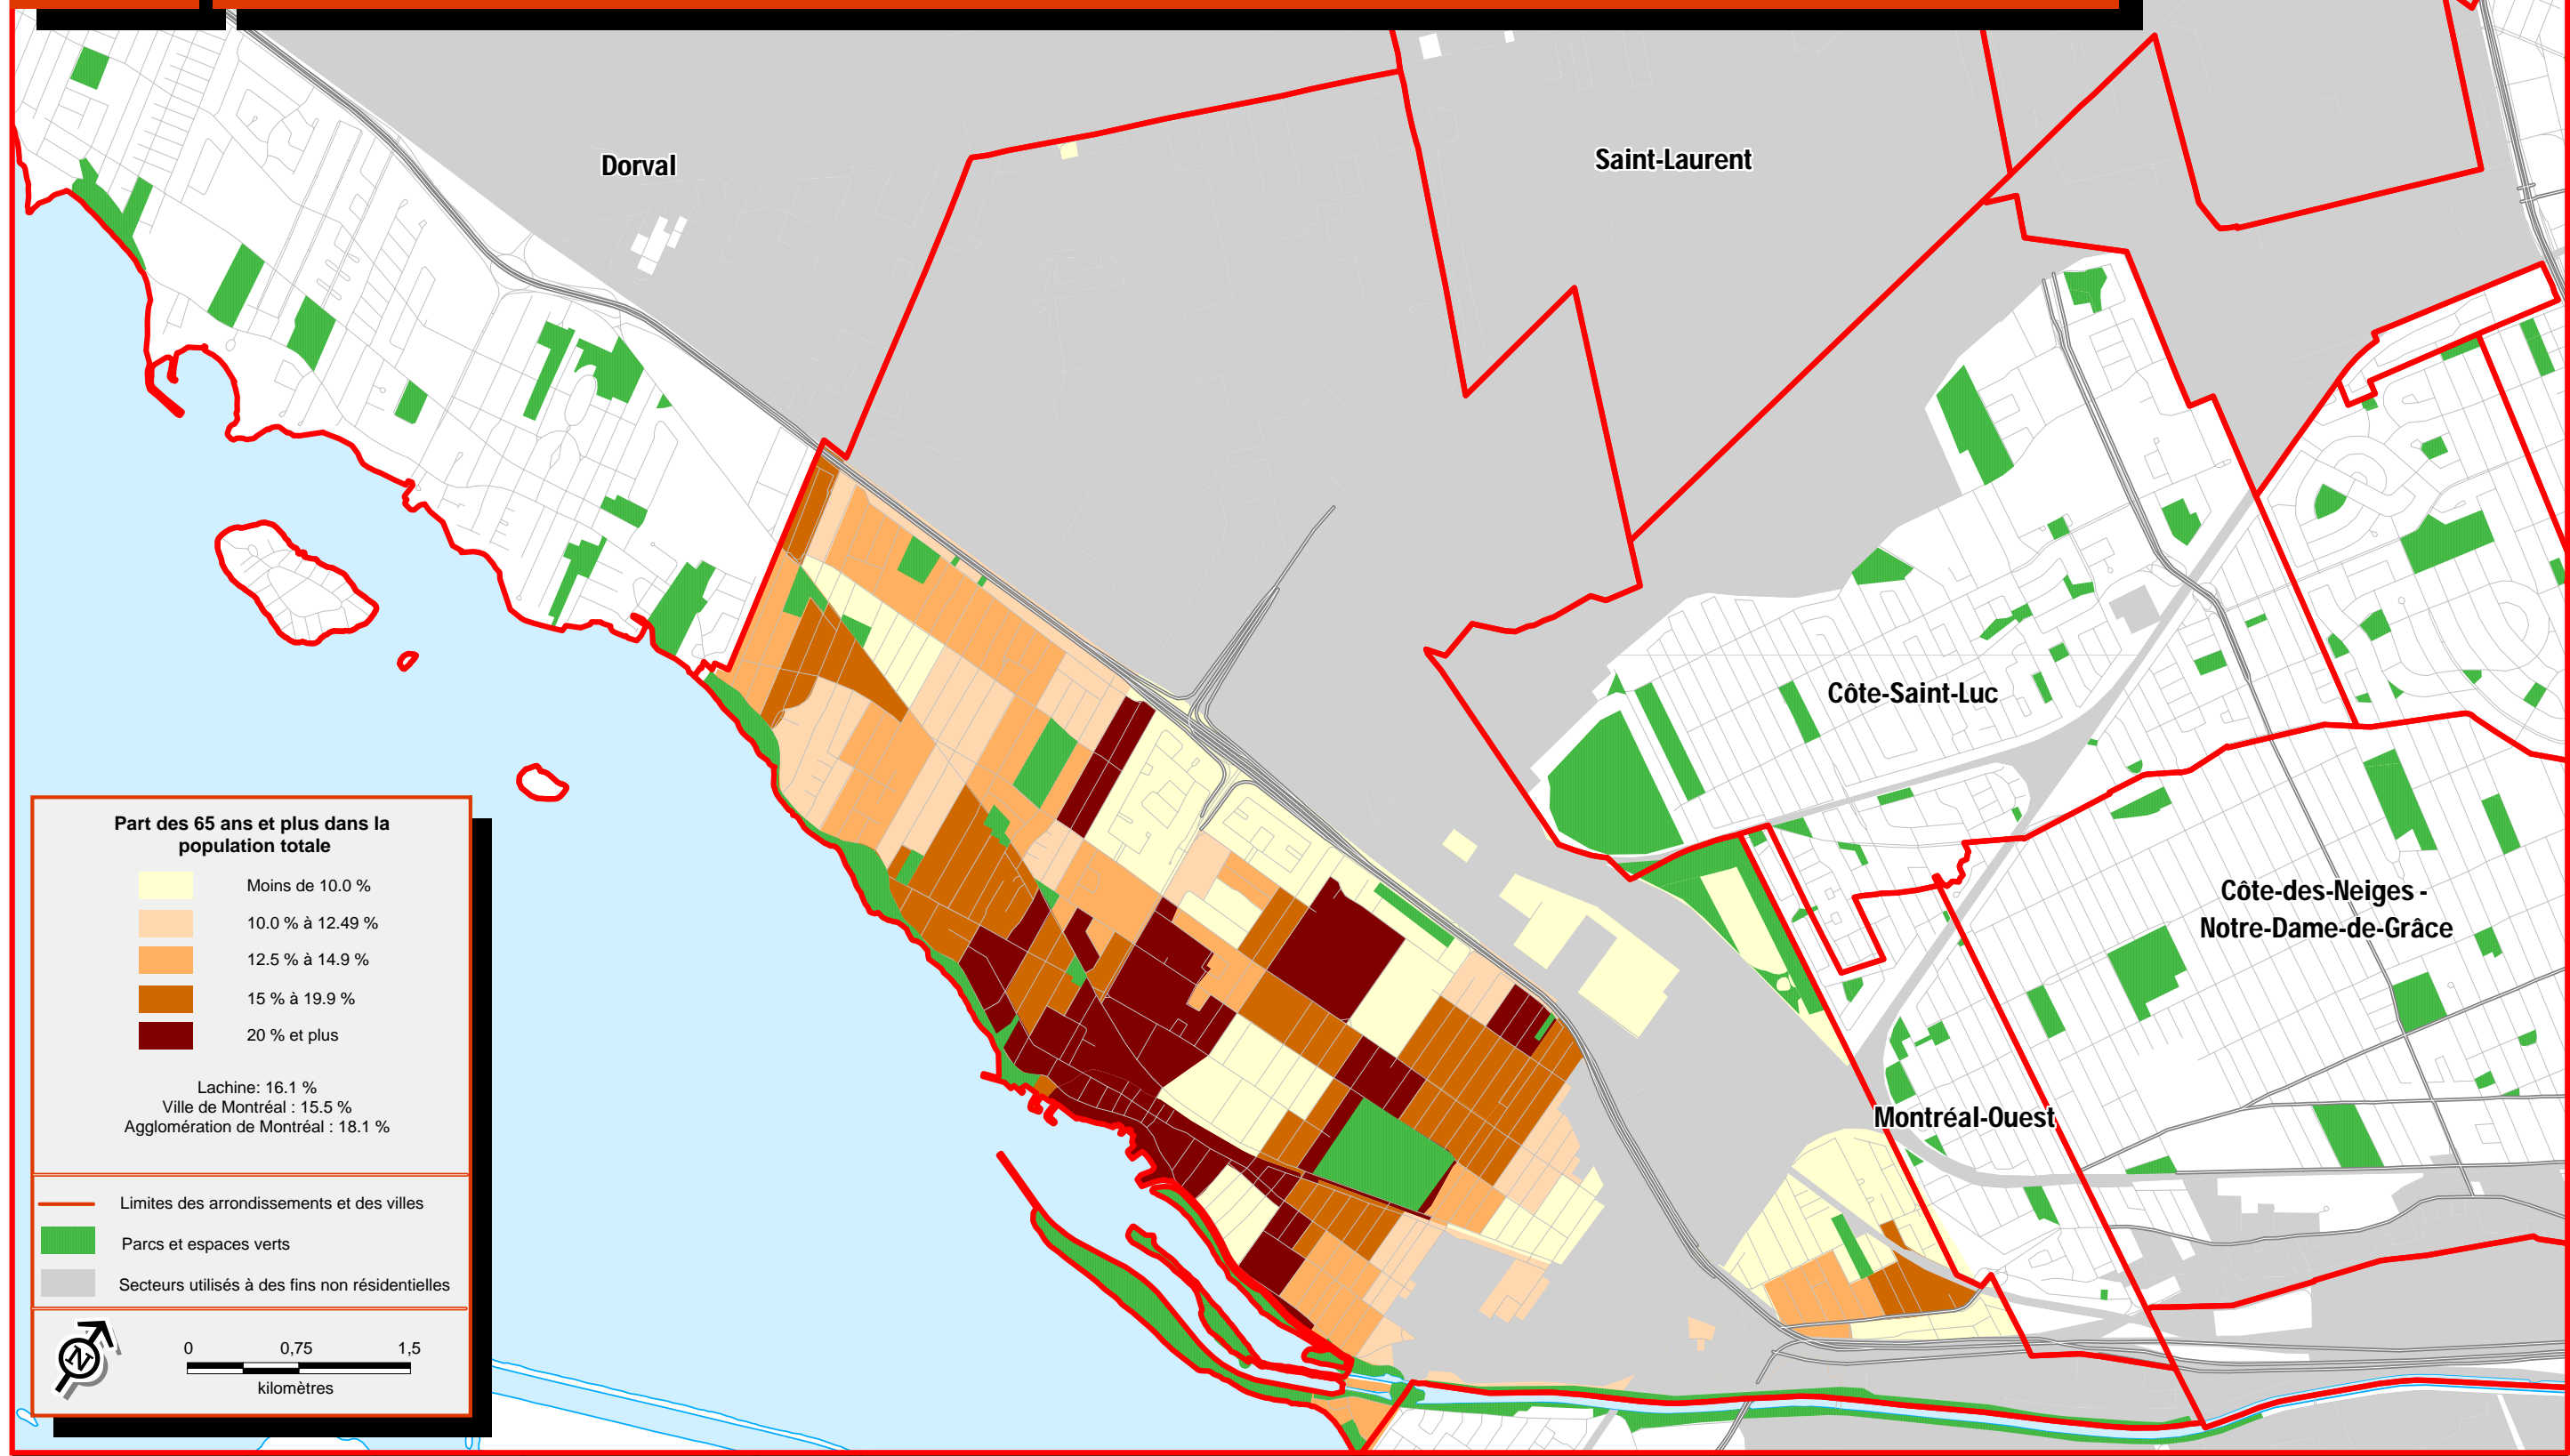 Dorval
Saint-Laurent
Côte-Saint-Luc
Côte-des-Neiges -
Notre-Dame-de-Grâce
Montréal-Ouest
Part des 65 ans et plus dans la
population totale
Moins de 10.0 %
10.0 % à 12.49 %
12.5 % à 14.9 %
15 % à 19.9 %
20 % et plus
Lachine: 16.1 %
Ville de Montréal : 15.5 %
Agglomération de Montréal : 18.1 %
Limites des arrondissements et des villes
Parcs et espaces verts
Secteurs utilisés à des fins non résidentielles
N
0 0,75 1,5
kilomètres